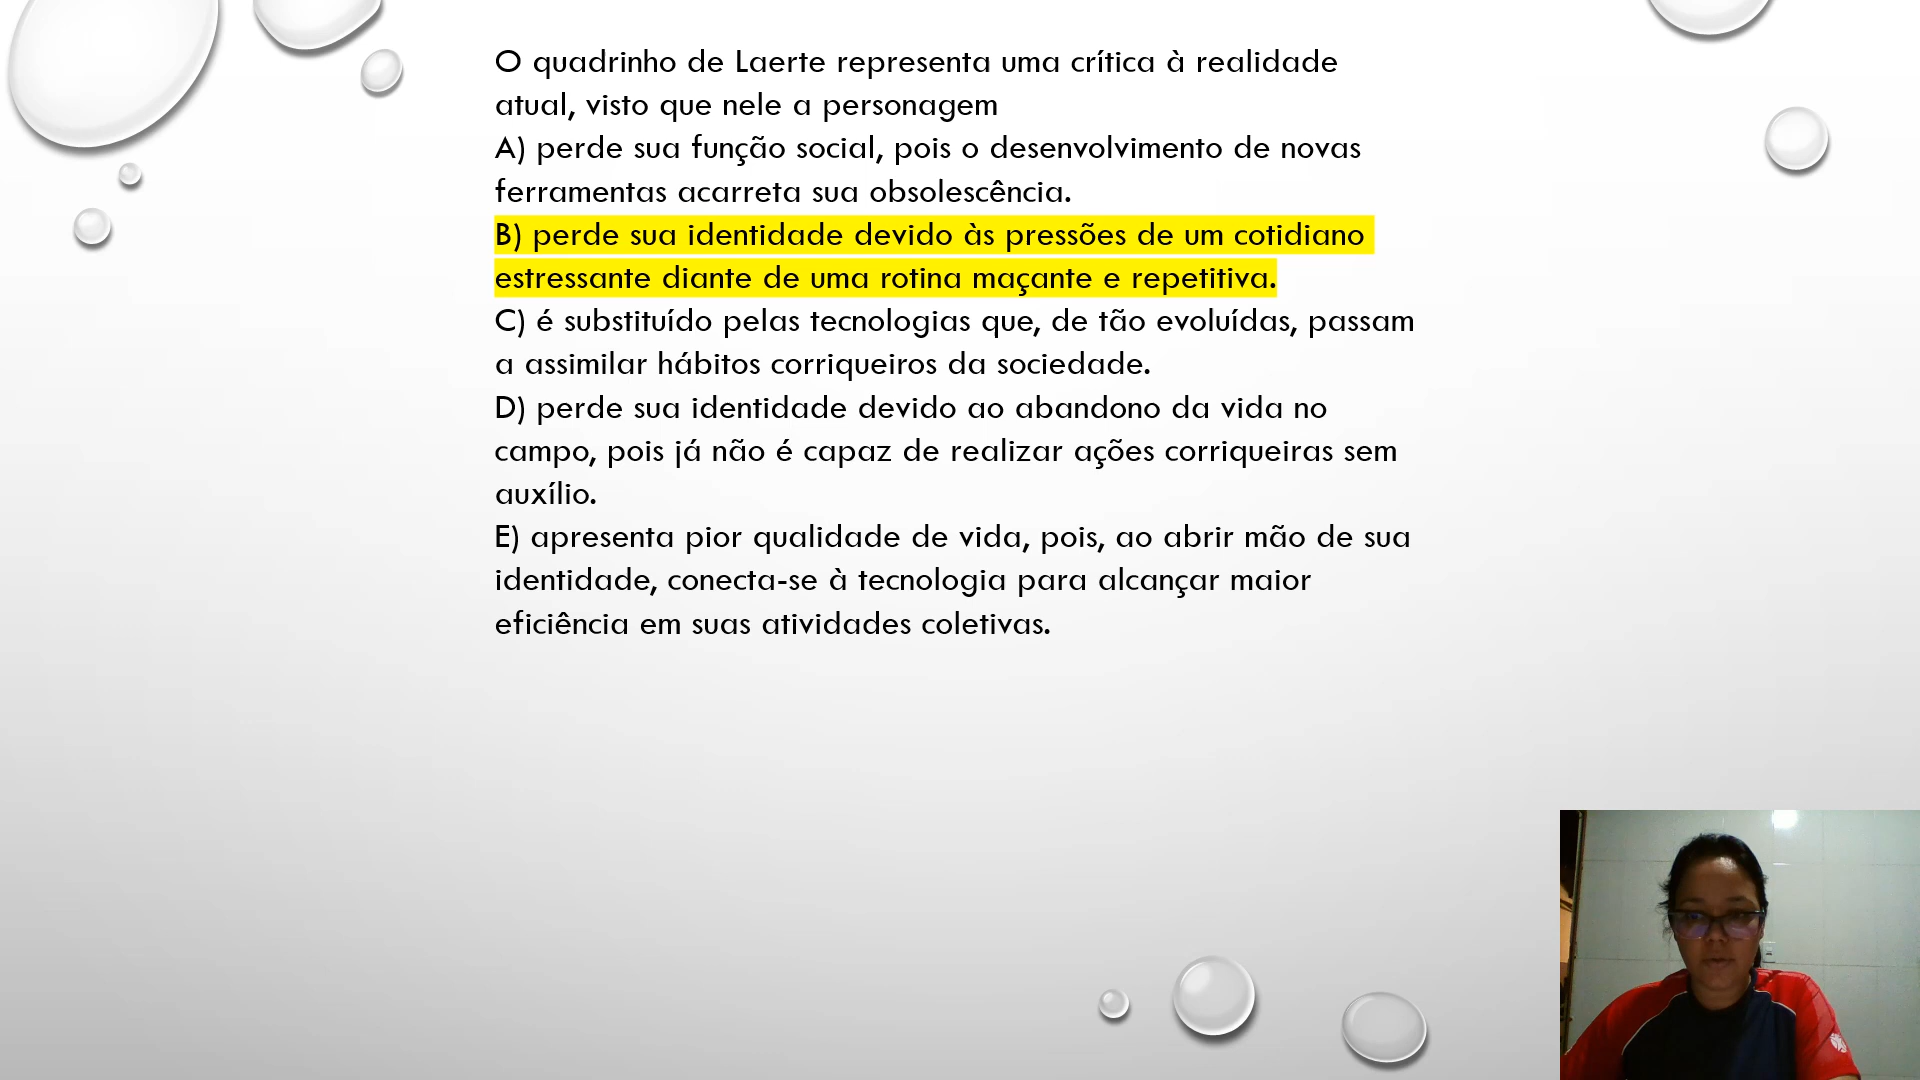 O quadrinho de Laerte representa uma crítica à realidade
atual, visto que nele a personagem
A) perde sua função social, pois o desenvolvimento de novas
ferramentas acarreta sua obsolescência.
B) perde sua identidade devido às pressões de um cotidiano
estressante diante de uma rotina maçante e repetitiva.
C) é substituído pelas tecnologias que, de tão evoluídas, passam
a assimilar hábitos corriqueiros da sociedade.
D) perde sua identidade devido ao abandono da vida no
campo, pois já não é capaz de realizar ações corriqueiras sem
auxílio.
E) apresenta pior qualidade de vida, pois, ao abrir mão de sua
identidade, conecta-se à tecnologia para alcançar maior
eficiência em suas atividades coletivas.